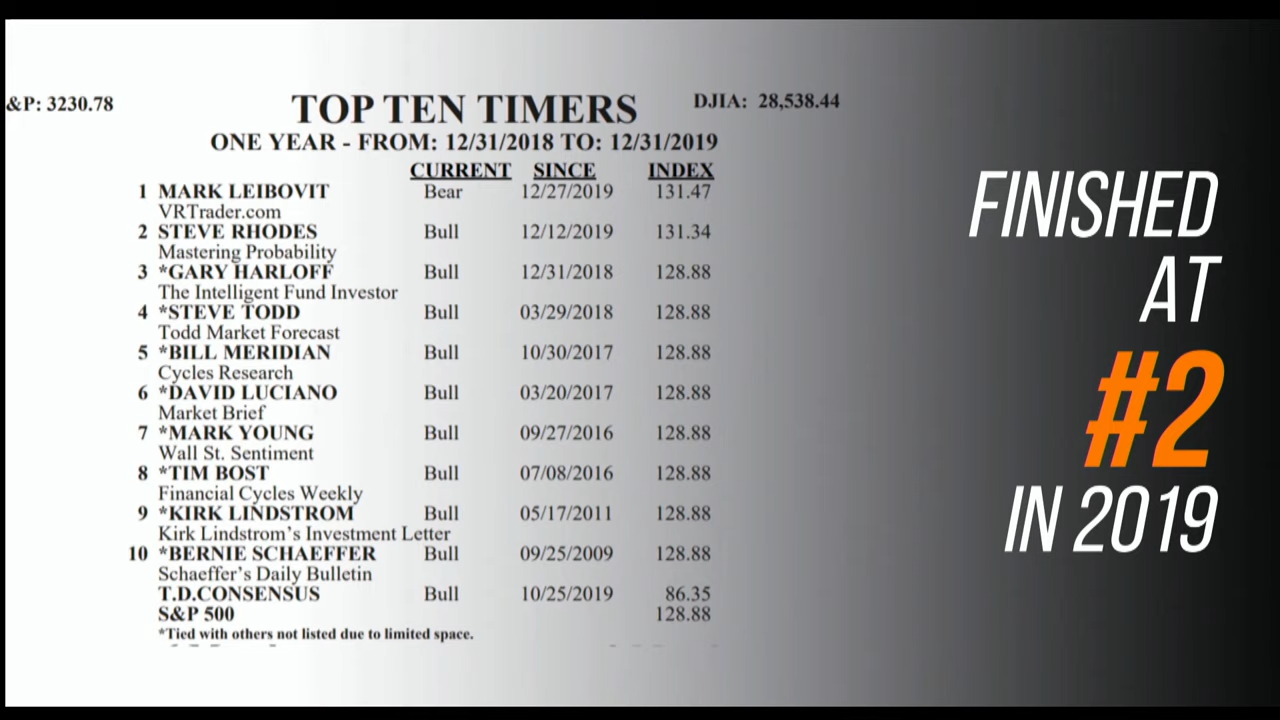 &P: 3230.78
TOP TEN TIMERS
DJIA: 28,538.44
ONE YEAR - FROM: 12/31/2018 TO: 12/31/2019
CURRENT SINCE INDEX
1 MARK LEIBOVIT Bear 12/27/2019 131.47
VRTrader.com
2 STEVE RHODES Bull 12/12/2019 131.34
Mastering Probability
3 *GARY HARLOFF Bull 12/31/2018 128.88
The Intelligent Fund Investor
4 *STEVE TODD Bull 03/29/2018 128.88
Todd Market Forecast
5 *BILL MERIDIAN Bull 10/30/2017 128.88
Cycles Research
6 *DAVID LUCIANO Bull 03/20/2017 128.88
Market Brief
7 *MARK YOUNG Bull 09/27/2016 128.88
Wall St. Sentiment
8 *TIM BOST Bull 07/08/2016 128.88
Financial Cycles Weekly
9 *KIRK LINDSTROM Bull 05/17/2011 128.88
Kirk Lindstrom's Investment Letter
10 *BERNIE SCHAEFFER Bull 09/25/2009 128.88
Schaeffer's Daily Bulletin
T.D.CONSENSUS Bull 10/25/2019 86.35
S&P 500 128.88
*Tied with others not listed due to limited space.
FINISHED
AT
#2
IN 2019